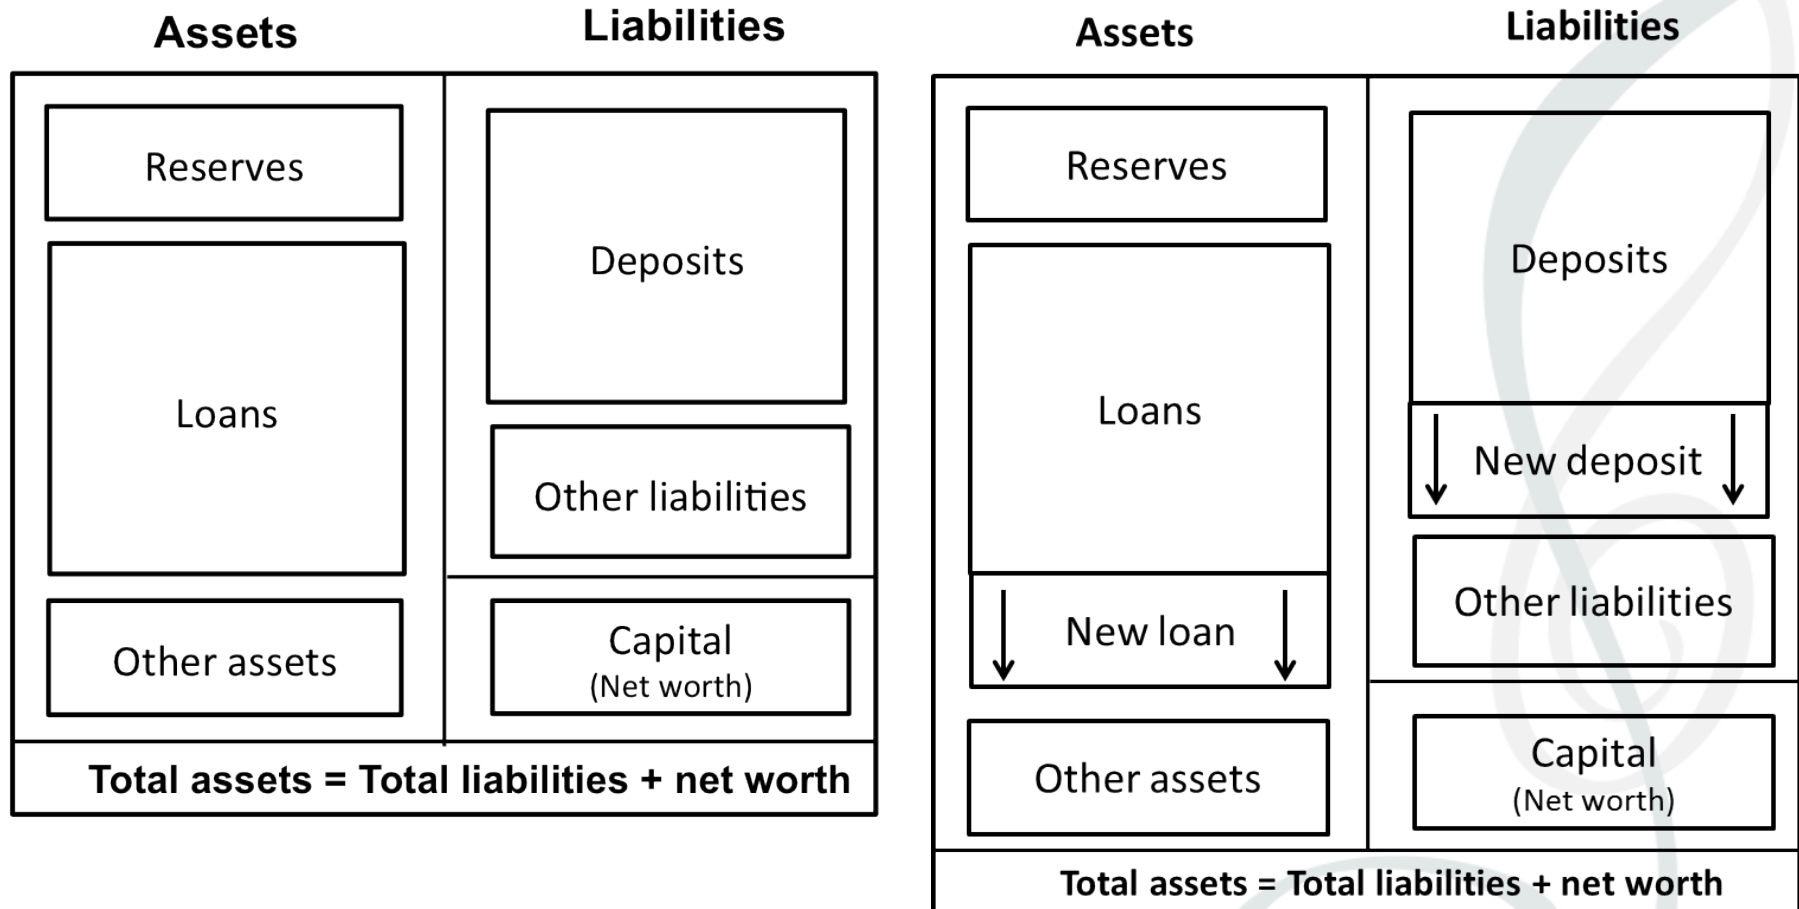 Assets
Liabilities
Reserves
Loans
Other assets
Deposits
Other liabilities
Capital
(Net worth)
Total assets = Total liabilities + net worth
Assets
Liabilities
Reserves
Loans
New loan
Other assets
Deposits
New deposit
Other liabilities
Capital
(Net worth)
Total assets = Total liabilities + net worth